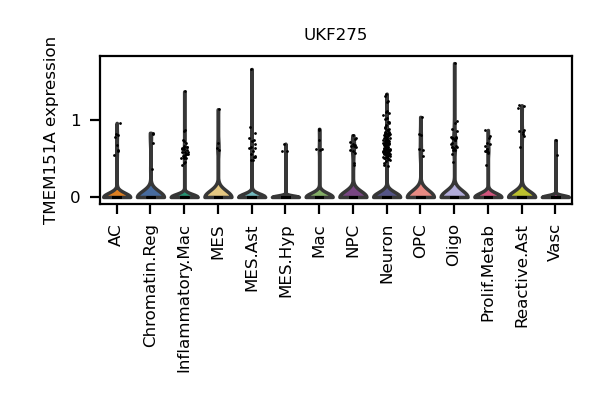 UKF275
TMEM151A expression
1
0
AC
Chromatin.Reg
Inflammatory.Mac
MES
MES.Ast
MES.Hyp
Mac
NPC
Neuron
OPC
Oligo
Prolif.Metab
Reactive.Ast
Vasc